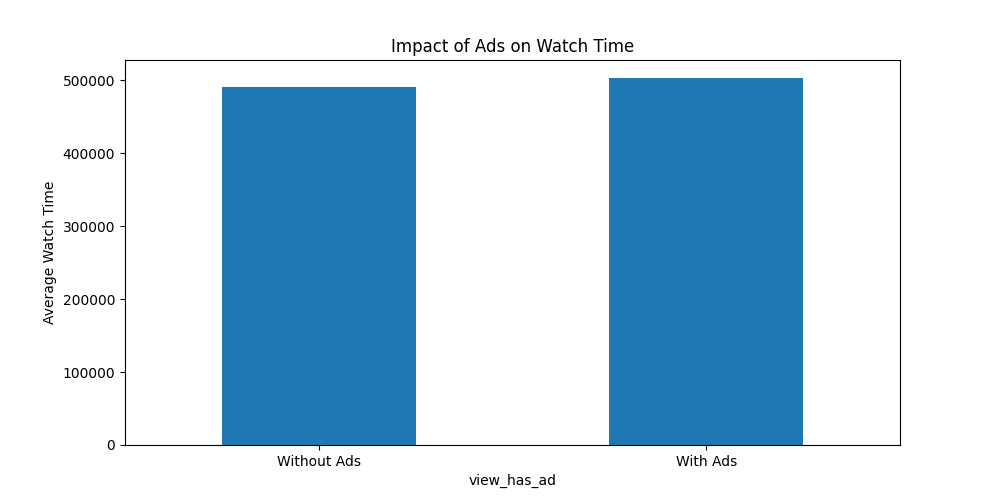 Impact of Ads on Watch Time
500000
400000
300000
200000
100000
0
Average Watch Time
Without Ads
With Ads
view_has_ad